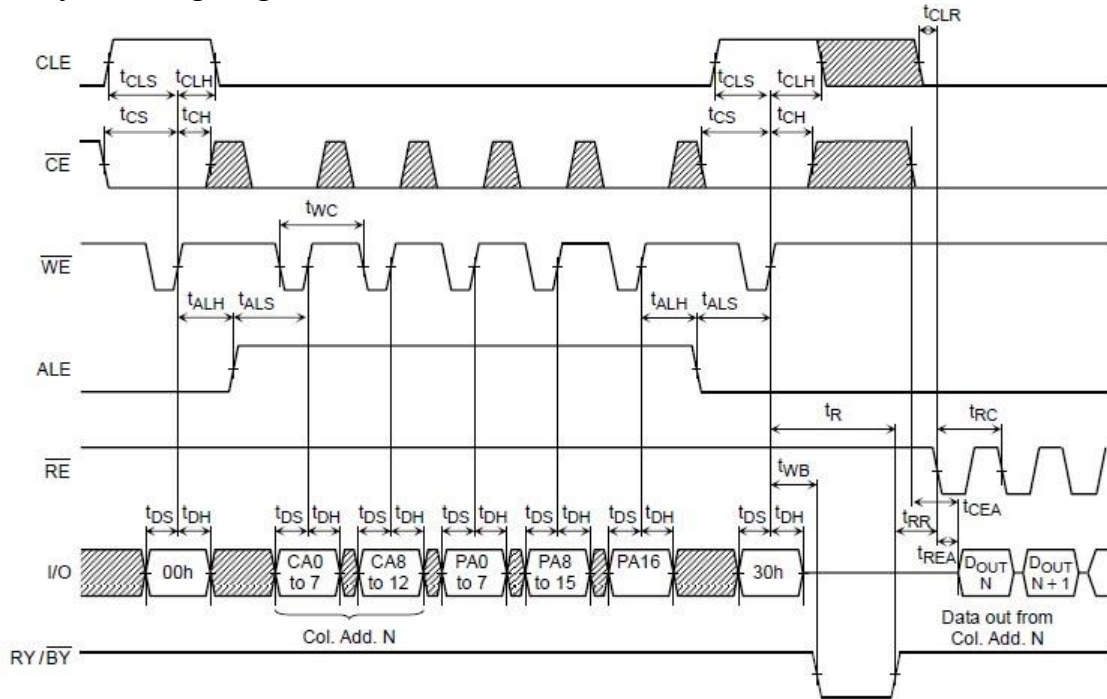 tCLR
CLE
tCLS tCLH tCLS tCLH
tCS tCH tCS tCH
CE
tWC
WE
tALH tALS tALH tALS
ALE
tR
tRC
RE
tWB
tDS tDH tDS tDH tDS tDH tDS tDH tDS tDH tDS tDH tDS tDH tRR tCEA
tREA
I/O 00h CA0 to 7 CA8 to 12 PA0 to 7 PA8 to 15 PA16 30h DOUT N DOUT N + 1
Col. Add. N
Data out from
Col. Add. N
RY/BY